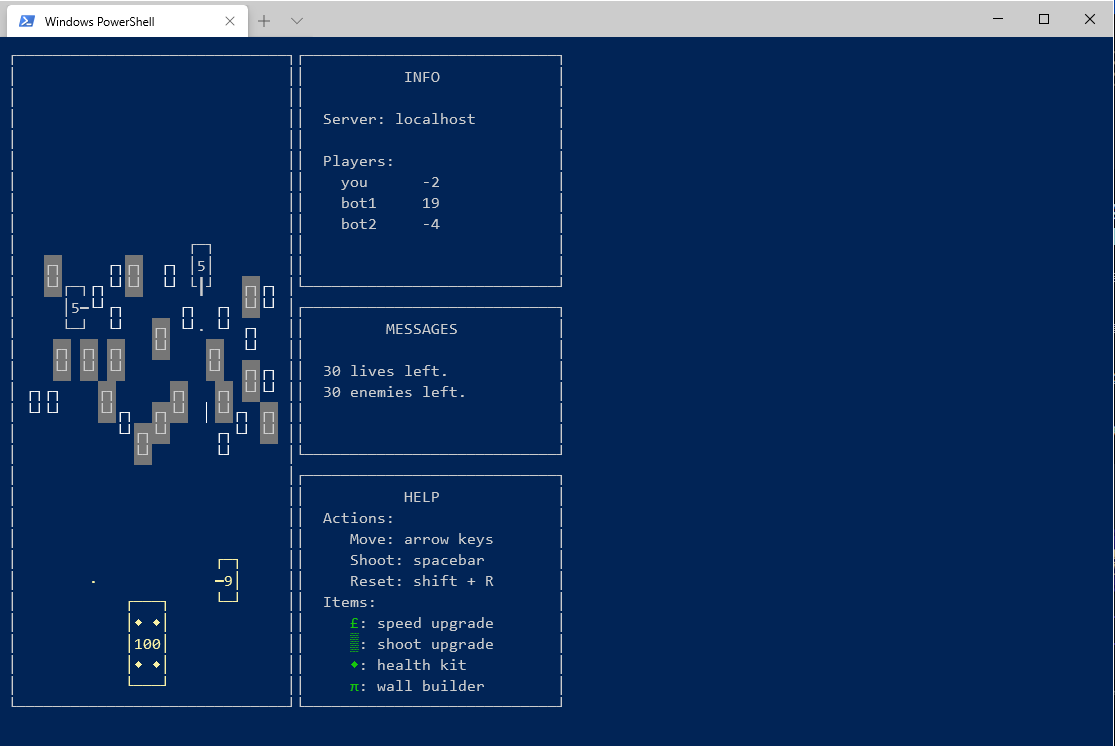 Windows PowerShell
INFO
Server: localhost
Players:
you -2
bot1 19
bot2 -4
5
5
MESSAGES
30 lives left.
30 enemies left.
HELP
Actions:
Move: arrow keys
Shoot: spacebar
Reset: shift + R
9
Items:
£: speed upgrade
▒: shoot upgrade
100
♦: health kit
π: wall builder